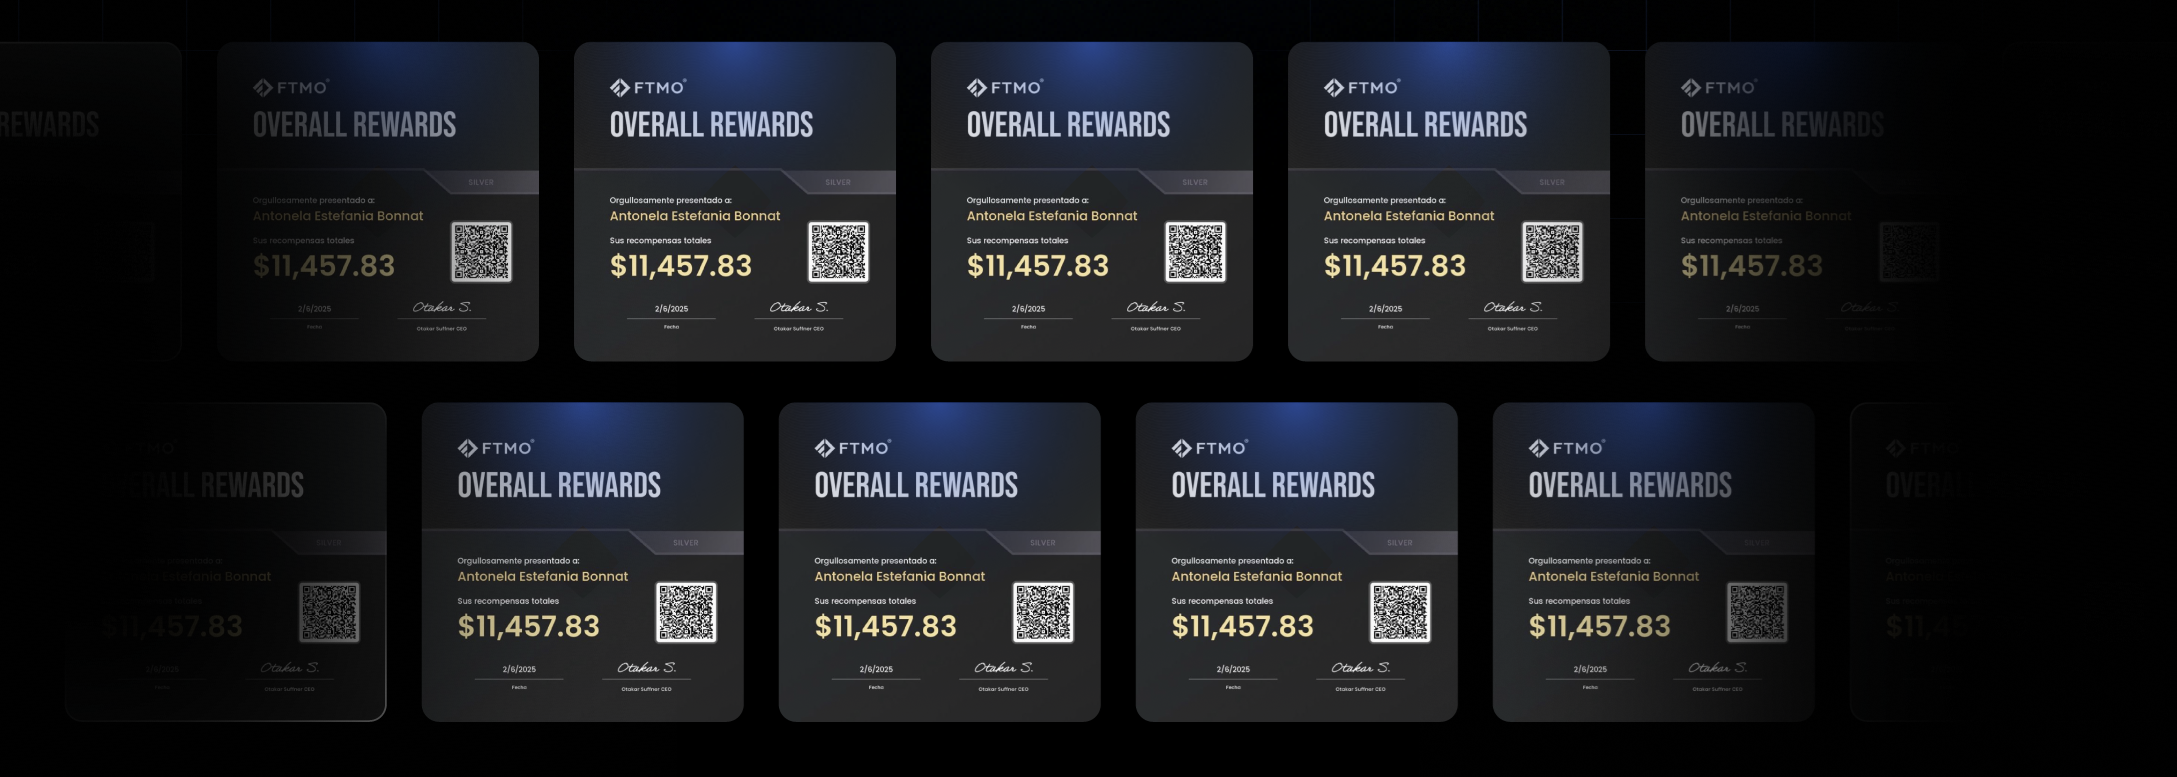 REWARDS
FTMO®
OVERALL REWARDS
SILVER
Orgullosamente presentado a:
Antonela Estefania Bonnat
Sus recompensas totales
$11,457.83
2/6/2025
Otakar S.
Fecha
Otakar Suffner CEO
FTMO®
OVERALL REWARDS
SILVER
Orgullosamente presentado a:
Antonela Estefania Bonnat
Sus recompensas totales
$11,457.83
2/6/2025
Otakar S.
Fecha
Otakar Suffner CEO
FTMO®
OVERALL REWARDS
SILVER
Orgullosamente presentado a:
Antonela Estefania Bonnat
Sus recompensas totales
$11,457.83
2/6/2025
Otakar S.
Fecha
Otakar Suffner CEO
FTMO®
OVERALL REWARDS
SILVER
Orgullosamente presentado a:
Antonela Estefania Bonnat
Sus recompensas totales
$11,457.83
2/6/2025
Otakar S.
Fecha
Otakar Suffner CEO
FTMO®
OVERALL REWARDS
Orgullosamente presentado a:
Antonela Estefania Bonnat
Sus recompensas totales
$11,457.83
2/6/2025
Otakar S.
Fecha
Otakar Suffner CEO
REWARDS
SILVER
presentado a:
Estefania Bonnat
totales
$11,457.83
2/6/2025
Otakar S.
Fecha
Otakar Suffner CEO
FTMO®
OVERALL REWARDS
SILVER
Orgullosamente presentado a:
Antonela Estefania Bonnat
Sus recompensas totales
$11,457.83
2/6/2025
Otakar S.
Fecha
Otakar Suffner CEO
FTMO®
OVERALL REWARDS
SILVER
Orgullosamente presentado a:
Antonela Estefania Bonnat
Sus recompensas totales
$11,457.83
2/6/2025
Otakar S.
Fecha
Otakar Suffner CEO
FTMO®
OVERALL REWARDS
SILVER
Orgullosamente presentado a:
Antonela Estefania Bonnat
Sus recompensas totales
$11,457.83
2/6/2025
Otakar S.
Fecha
Otakar Suffner CEO
FTMO®
OVERALL REWARDS
SILVER
Orgullosamente presentado a:
Antonela Estefania Bonnat
Sus recompensas totales
$11,457.83
2/6/2025
Otakar S.
Fecha
Otakar Suffner CEO